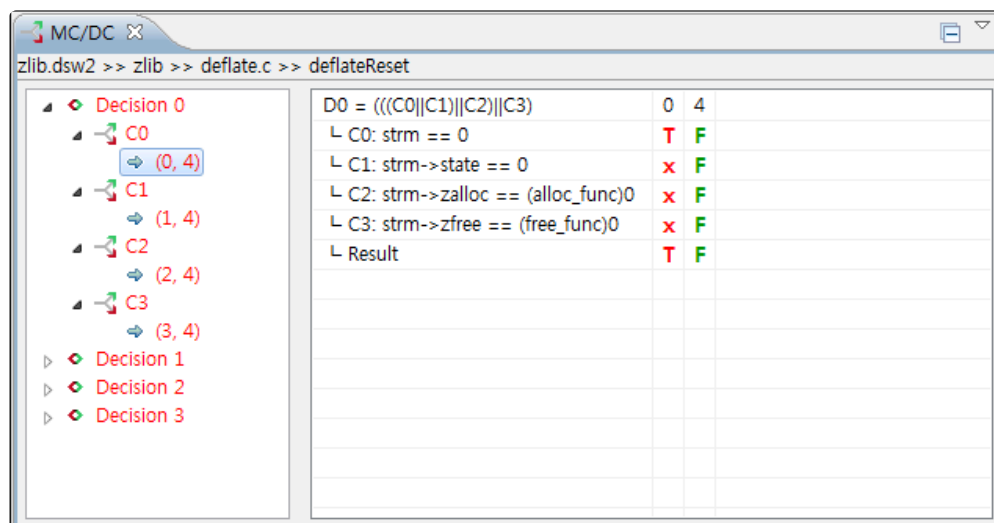 MC/DC
zlib.dsw2 >> zlib >> deflate.c >> deflateReset
Decision 0
C0
(0, 4)
C1
(1, 4)
C2
(2, 4)
C3
(3, 4)
Decision 1
Decision 2
Decision 3
D0 = (((C0||C1)||C2)||C3) 0 4
└ C0: strm == 0 T F
└ C1: strm->state == 0 x F
└ C2: strm->zalloc == (alloc_func)0 x F
└ C3: strm->zfree == (free_func)0 x F
└ Result T F